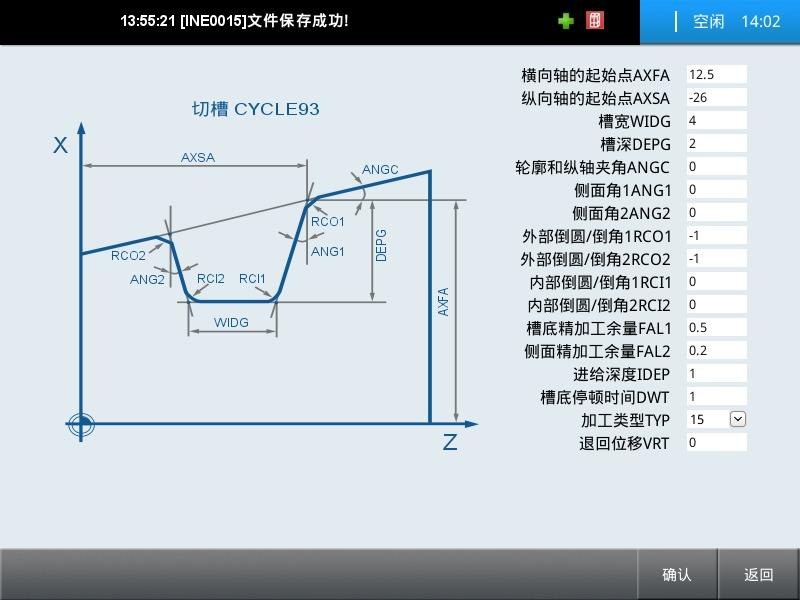 13:55:21 [INE0015]文件保存成功!
空闲 14:02
切槽 CYCLE93
X
AXSA
ANGC
RCO1
RCO2
ANG1
DEPG
ANG2
RCI2
RCI1
WIDG
AXFA
Z
横向轴的起始点AXFA 12.5
纵向轴的起始点AXSA -26
槽宽WIDG 4
槽深DEPG 2
轮廓和纵轴夹角ANGC 0
侧面角1ANG1 0
侧面角2ANG2 0
外部倒圆/倒角1RCO1 -1
外部倒圆/倒角2RCO2 -1
内部倒圆/倒角1RCI1 0
内部倒圆/倒角2RCI2 0
槽底精加工余量FAL1 0.5
侧面精加工余量FAL2 0.2
进给深度IDEP 1
槽底停顿时间DWT 1
加工类型TYP 15
退回位移VRT 0
确认
返回